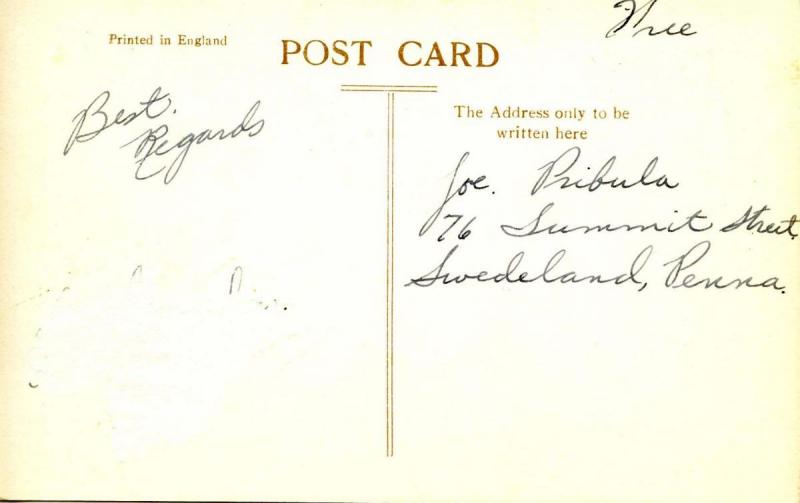 Free
Printed in England
POST CARD
Best.
Regards
The Address only to be
written here
Joe. Pribula
76 Summit Street,
Swedeland, Penna.